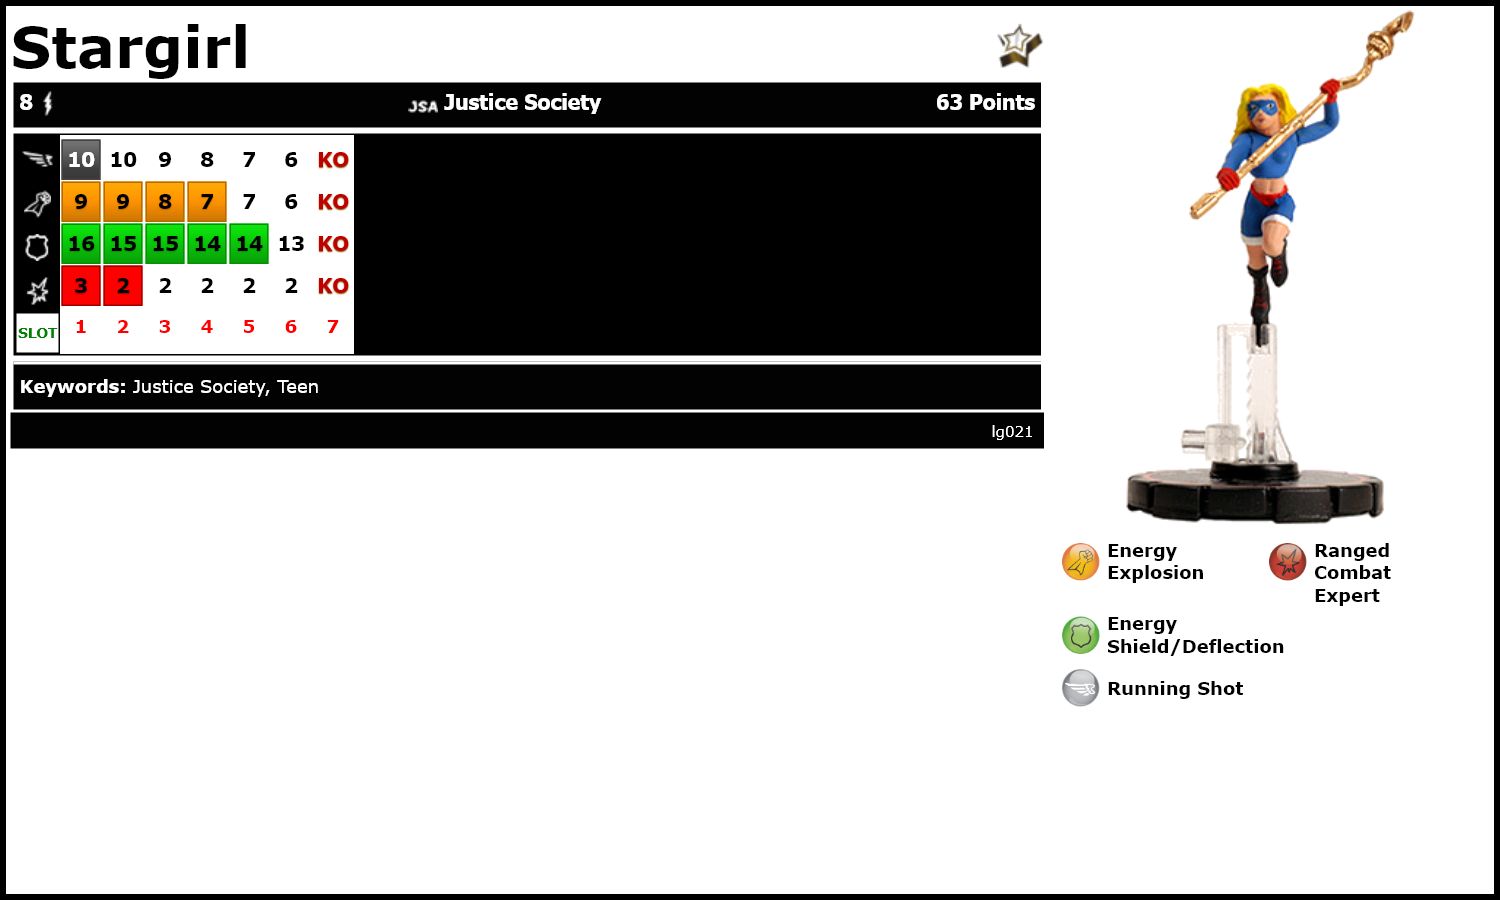 Stargirl
8 JSA Justice Society 63 Points
10 10 9 8 7 6 KO
9 9 8 7 7 6 KO
16 15 15 14 14 13 KO
3 2 2 2 2 2 KO
SLOT 1 2 3 4 5 6 7
Keywords: Justice Society, Teen
lg021
Energy
Explosion
Ranged
Combat
Expert
Energy
Shield/Deflection
Running Shot